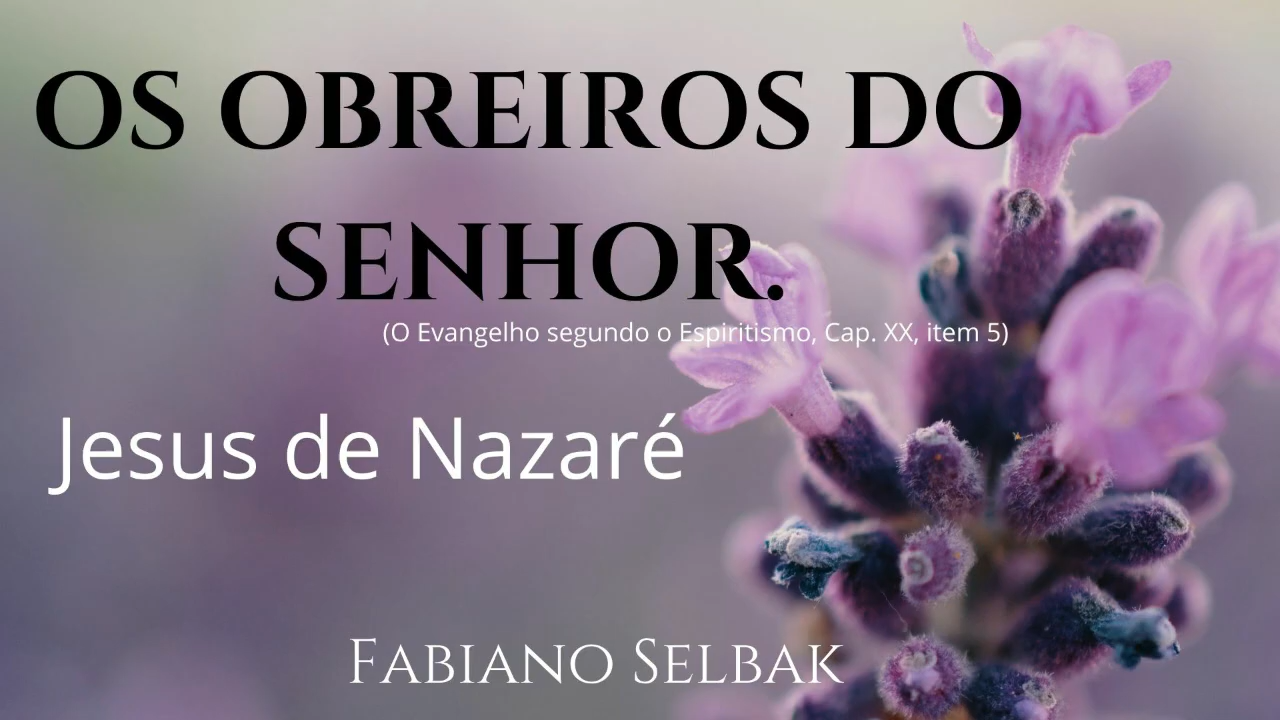 OS OBREIROS DO
SENHOR.
(O Evangelho segundo o Espiritismo, Cap. XX, item 5)
Jesus de Nazaré
FABIANO SELBAK